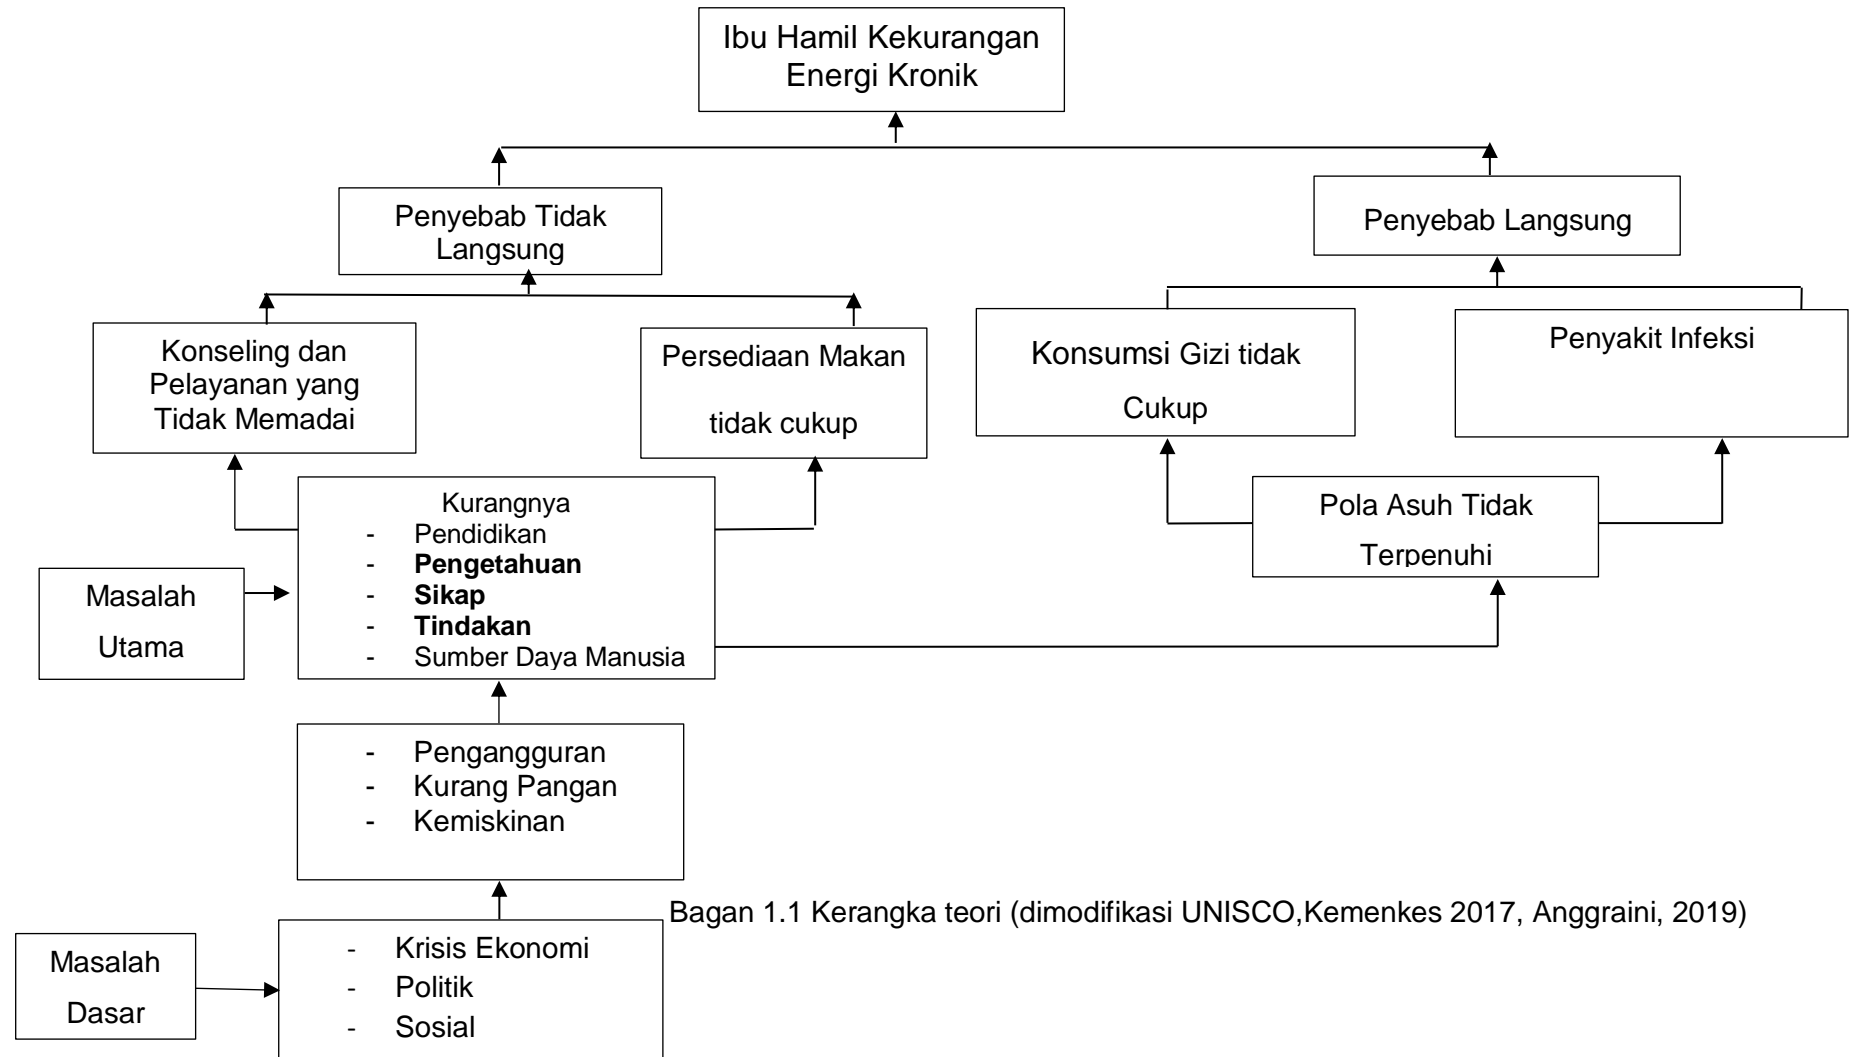 Ibu Hamil Kekurangan
Energi Kronik
Penyebab Tidak
Langsung
Penyebab Langsung
Konseling dan
Pelayanan yang
Tidak Memadai
Persediaan Makan
tidak cukup
Konsumsi Gizi tidak
Cukup
Penyakit Infeksi
Kurangnya
- Pendidikan
- Pengetahuan
- Sikap
- Tindakan
- Sumber Daya Manusia
Pola Asuh Tidak
Terpenuhi
Masalah
Utama
- Pengangguran
- Kurang Pangan
- Kemiskinan
Bagan 1.1 Kerangka teori (dimodifikasi UNISCO,Kemenkes 2017, Anggraini, 2019)
Masalah
Dasar
- Krisis Ekonomi
- Politik
- Sosial